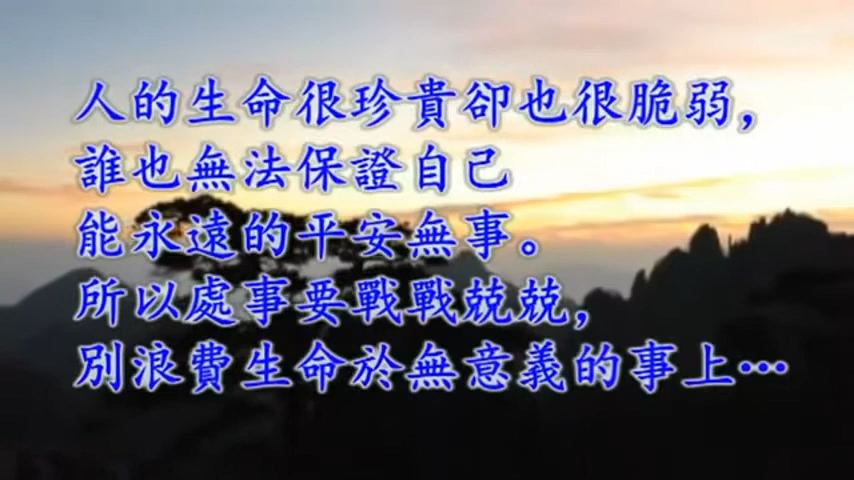 人的生命很珍貴卻也很脆弱，
誰也無法保證自己
能永遠的平安無事。
所以處事要戰戰兢兢，
別浪費生命於無意義的事上…